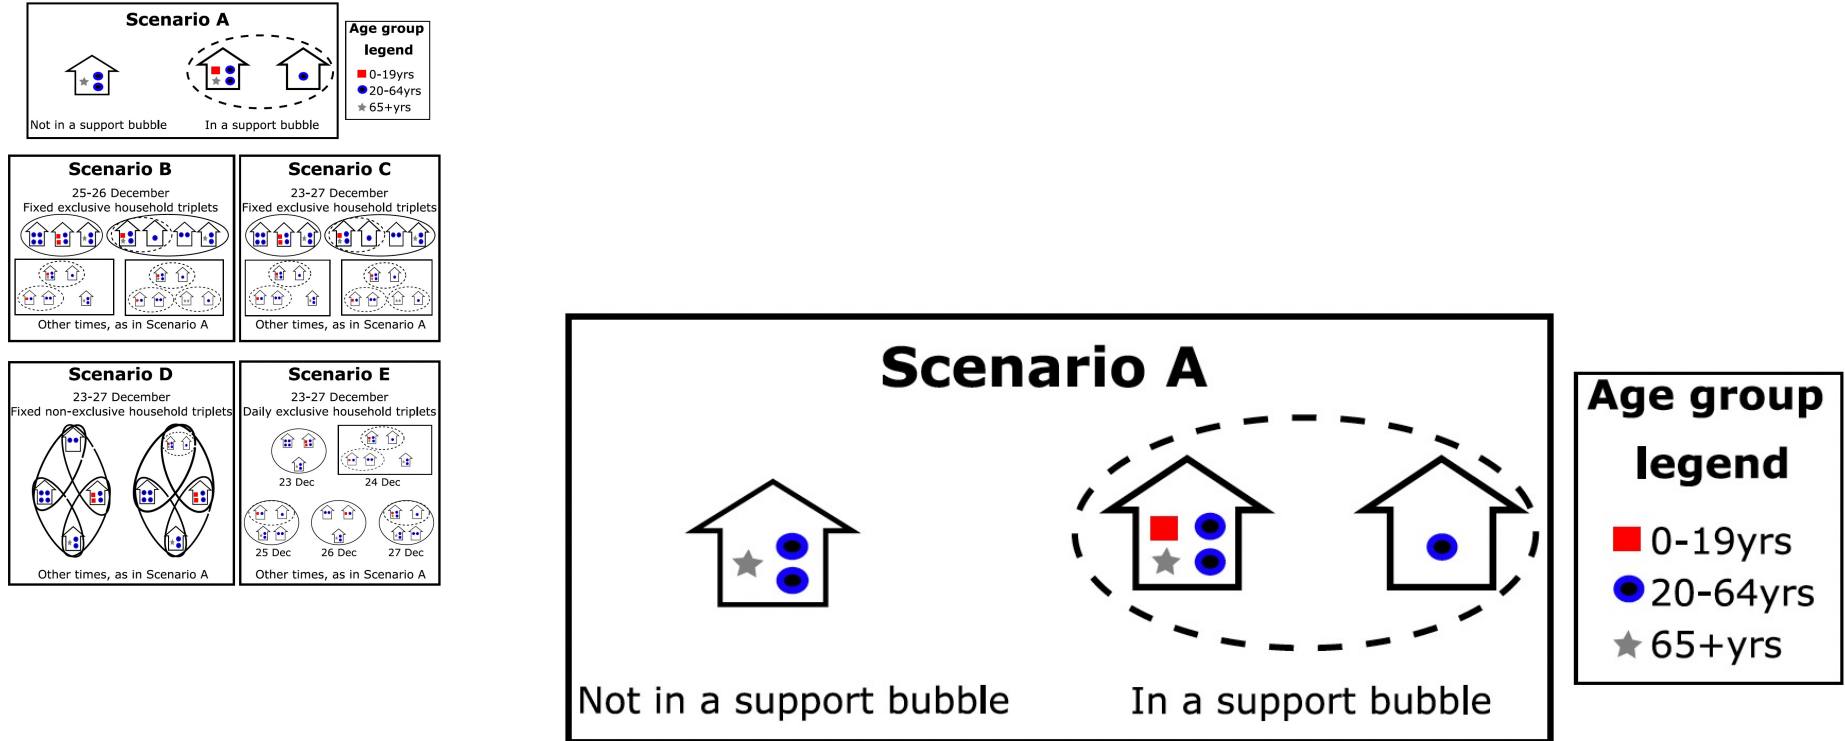 Scenario A
Not in a support bubble
In a support bubble
Age group
legend
0-19yrs
20-64yrs
65+yrs
Scenario B
25-26 December
Fixed exclusive household triplets
Other times, as in Scenario A
Scenario C
23-27 December
Fixed exclusive household triplets
Other times, as in Scenario A
Scenario D
23-27 December
Fixed non-exclusive household triplets
Other times, as in Scenario A
Scenario E
23-27 December
Daily exclusive household triplets
23 Dec
24 Dec
25 Dec
26 Dec
27 Dec
Other times, as in Scenario A
Scenario A
Not in a support bubble
In a support bubble
Age group
legend
0-19yrs
20-64yrs
65+yrs